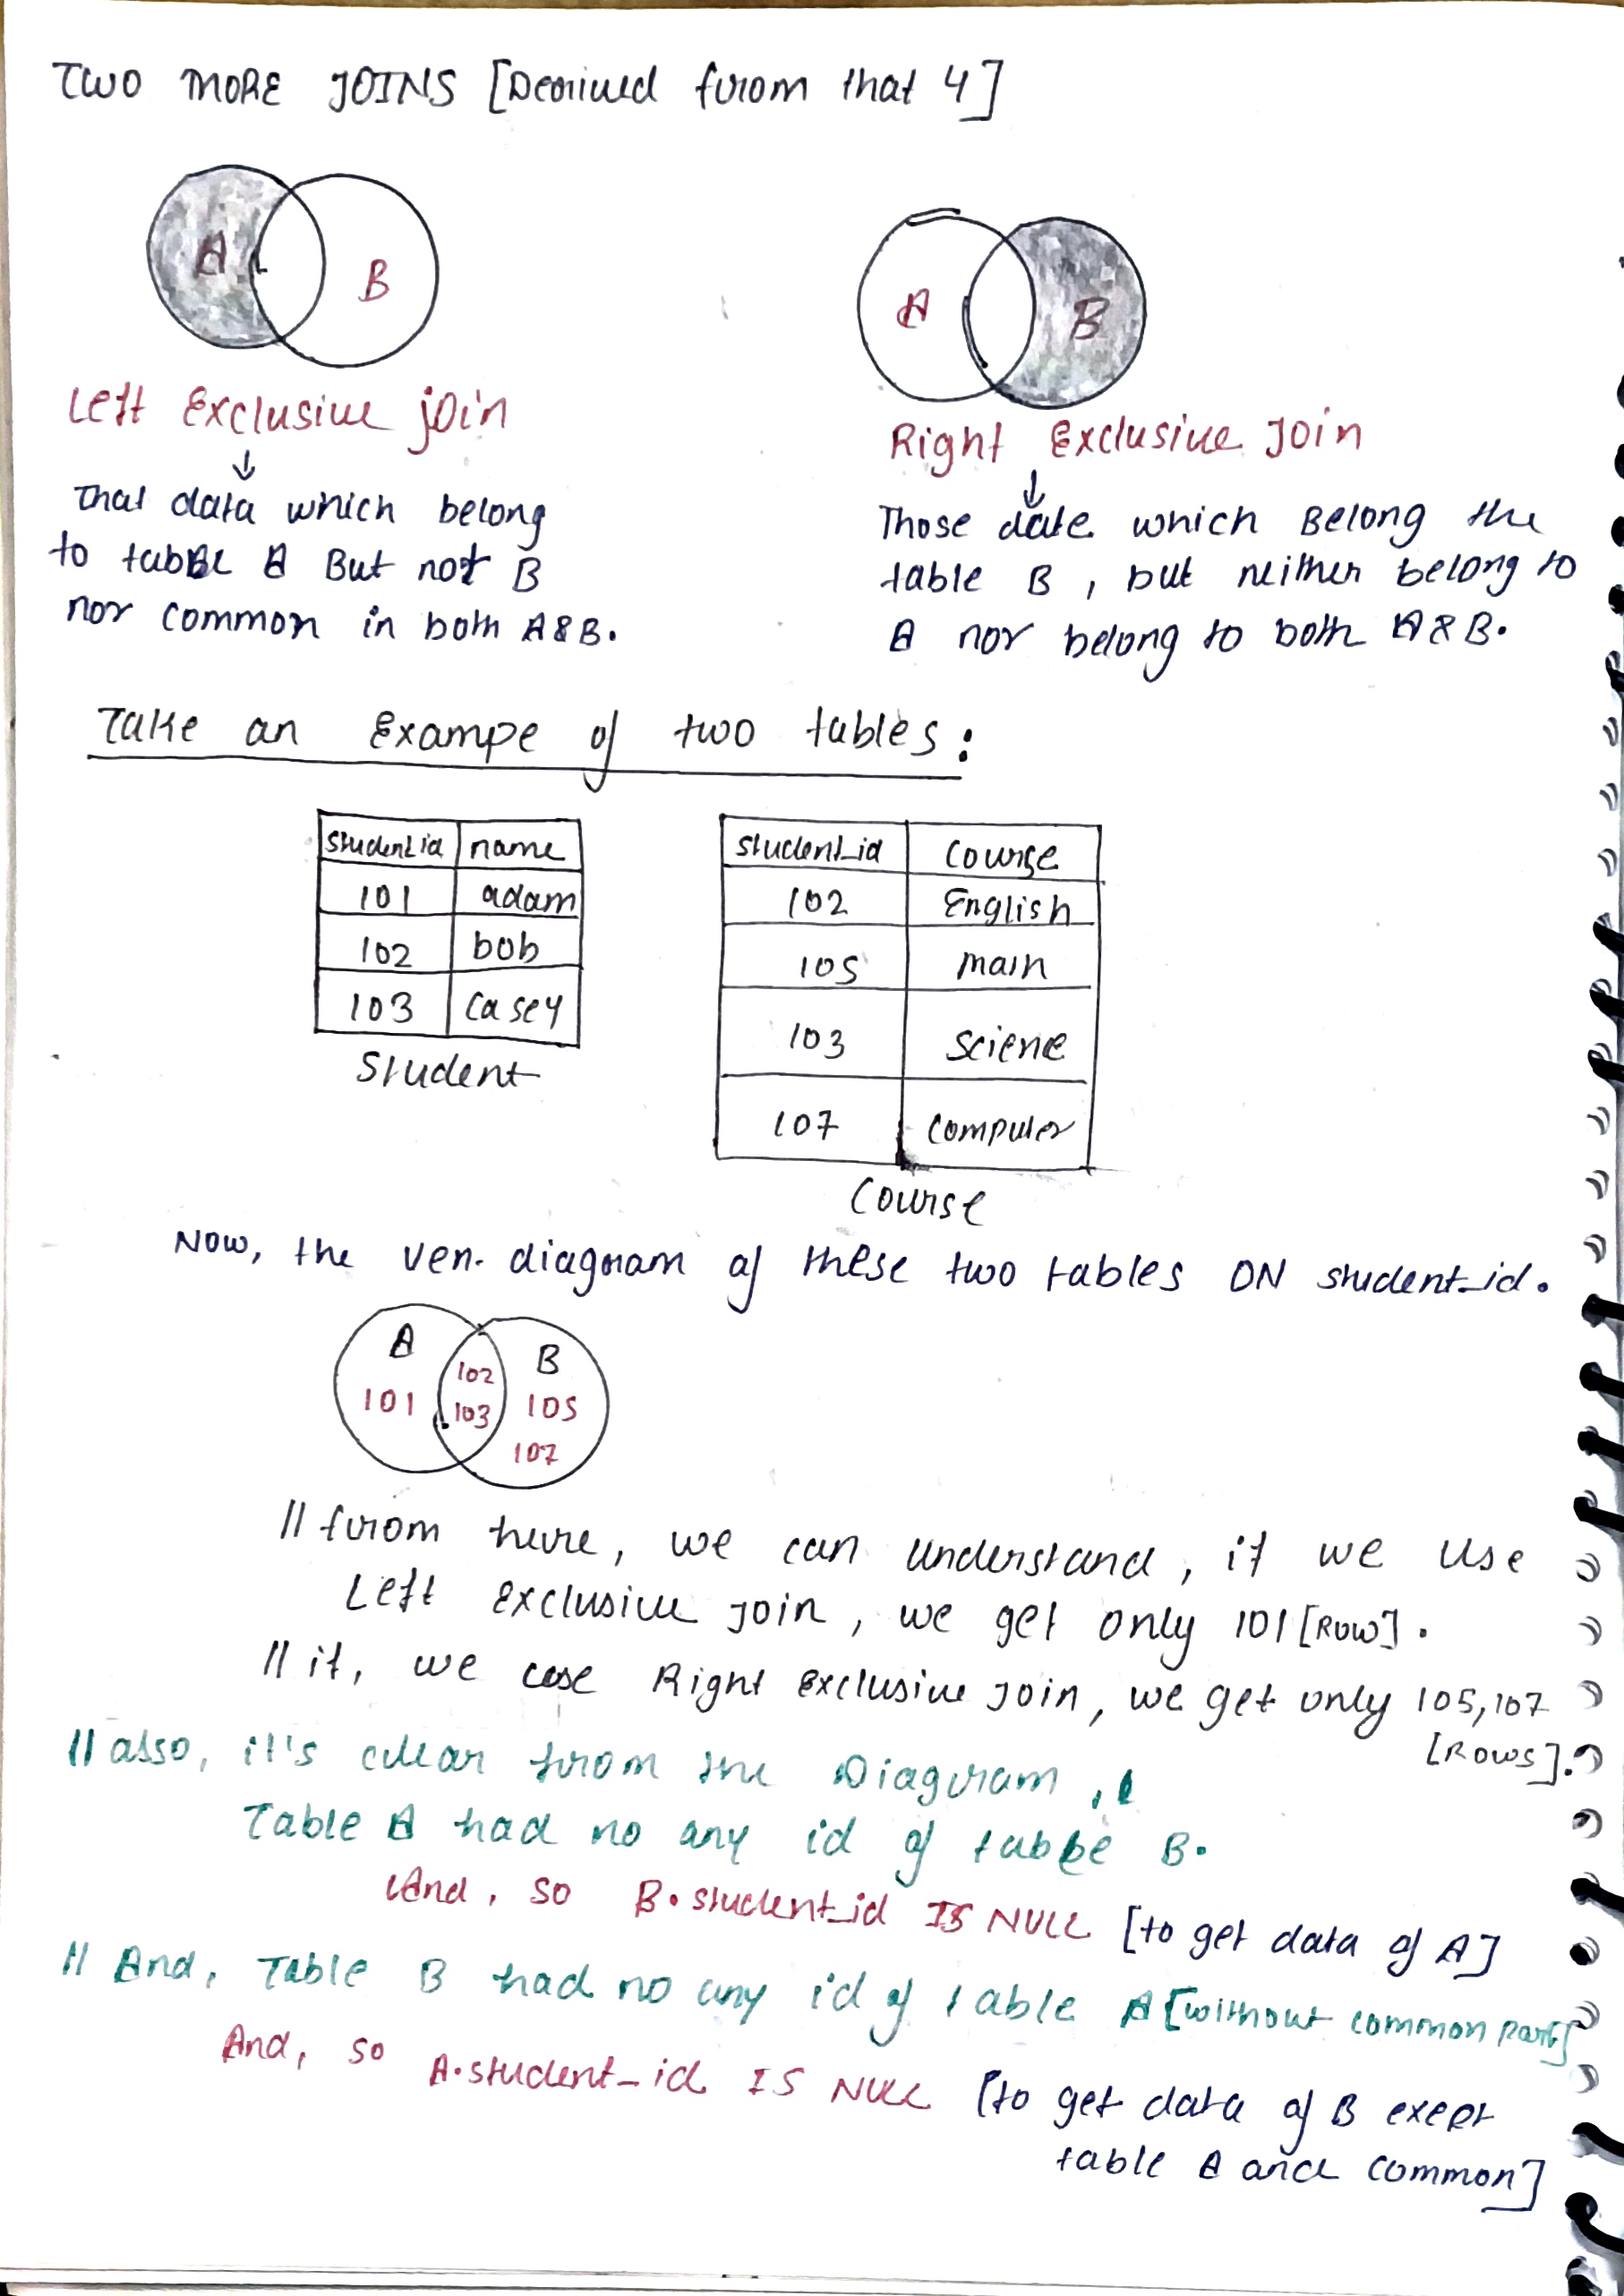 TWO MORE JOINS [Derived from that 4]
A B
A B
Left Exclusive join
Right Exclusive Join
That data which belong
to table A But not B
nor common in both A&B.
Those date which Belong the
table B, but neither belong to
A nor belong to both A&B.
Take an Exampe of two tables:
student_id name
101 adam
102 bob
103 casey
Student
student_id course
102 English
105 math
103 Science
107 computer
Course
Now, the ven. diagram of these two tables ON student_id.
A B
102
101 103 105
107
// from here, we can understand, if we use
Left Exclusive join, we get only 101 [Row].
// if, we use Right Exclusive join, we get only 105,107
[Rows].
// also, it's clear from the Diagram,
Table A had no any id of table B.
And, so B.student_id IS NULL [to get data of A]
// And, Table B had no any id of table A [without common part]
And, so A.student_id IS NULL [to get data of B exept
table A and common]